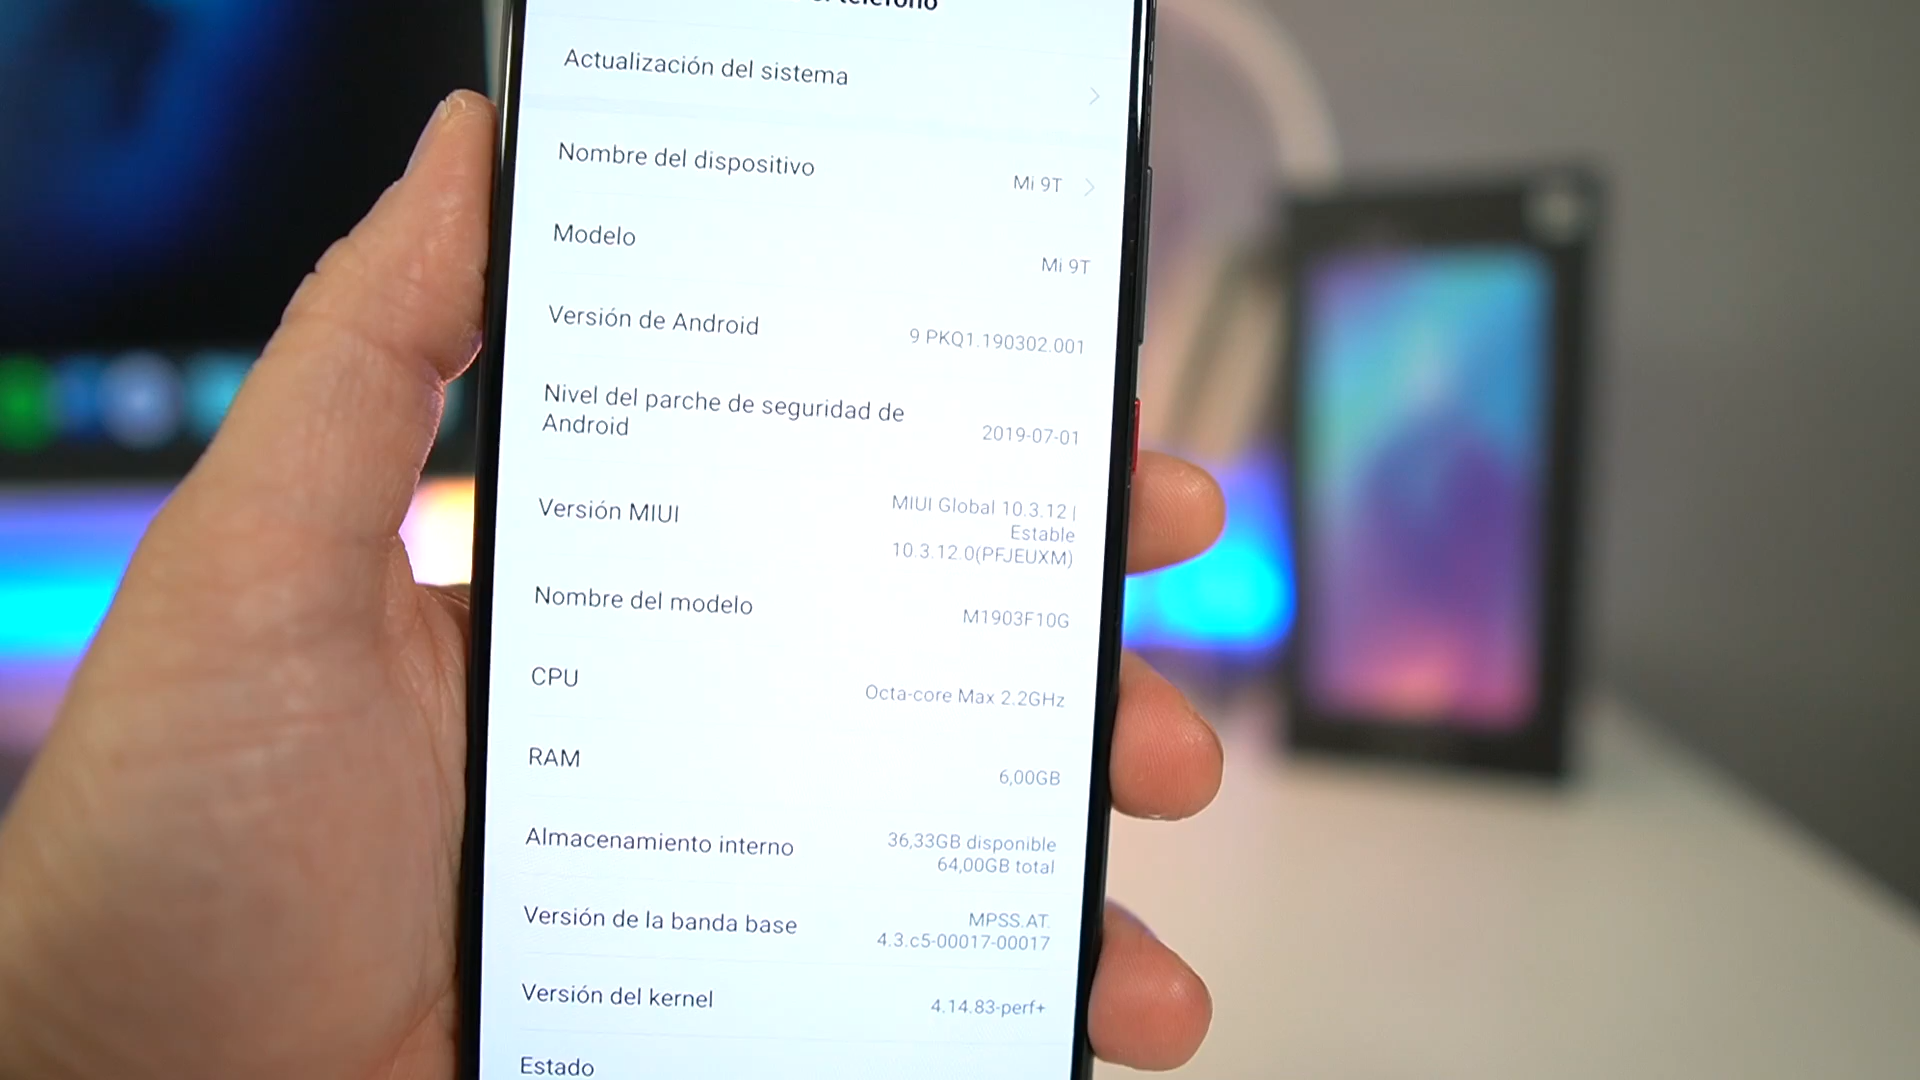 teléfono
Actualización del sistema
Nombre del dispositivo
Mi 9T
Modelo
Mi 9T
Versión de Android
9 PKQ1.190302.001
Nivel del parche de seguridad de
Android
2019-07-01
Versión MIUI
MIUI Global 10.3.12 |
Estable
10.3.12.0(PFJEUXM)
Nombre del modelo
M1903F10G
CPU
Octa-core Max 2.2GHz
RAM
6,00GB
Almacenamiento interno
36,33GB disponible
64,00GB total
Versión de la banda base
MPSS.AT.
4.3.c5-00017-00017
Versión del kernel
4.14.83-perf+
Estado